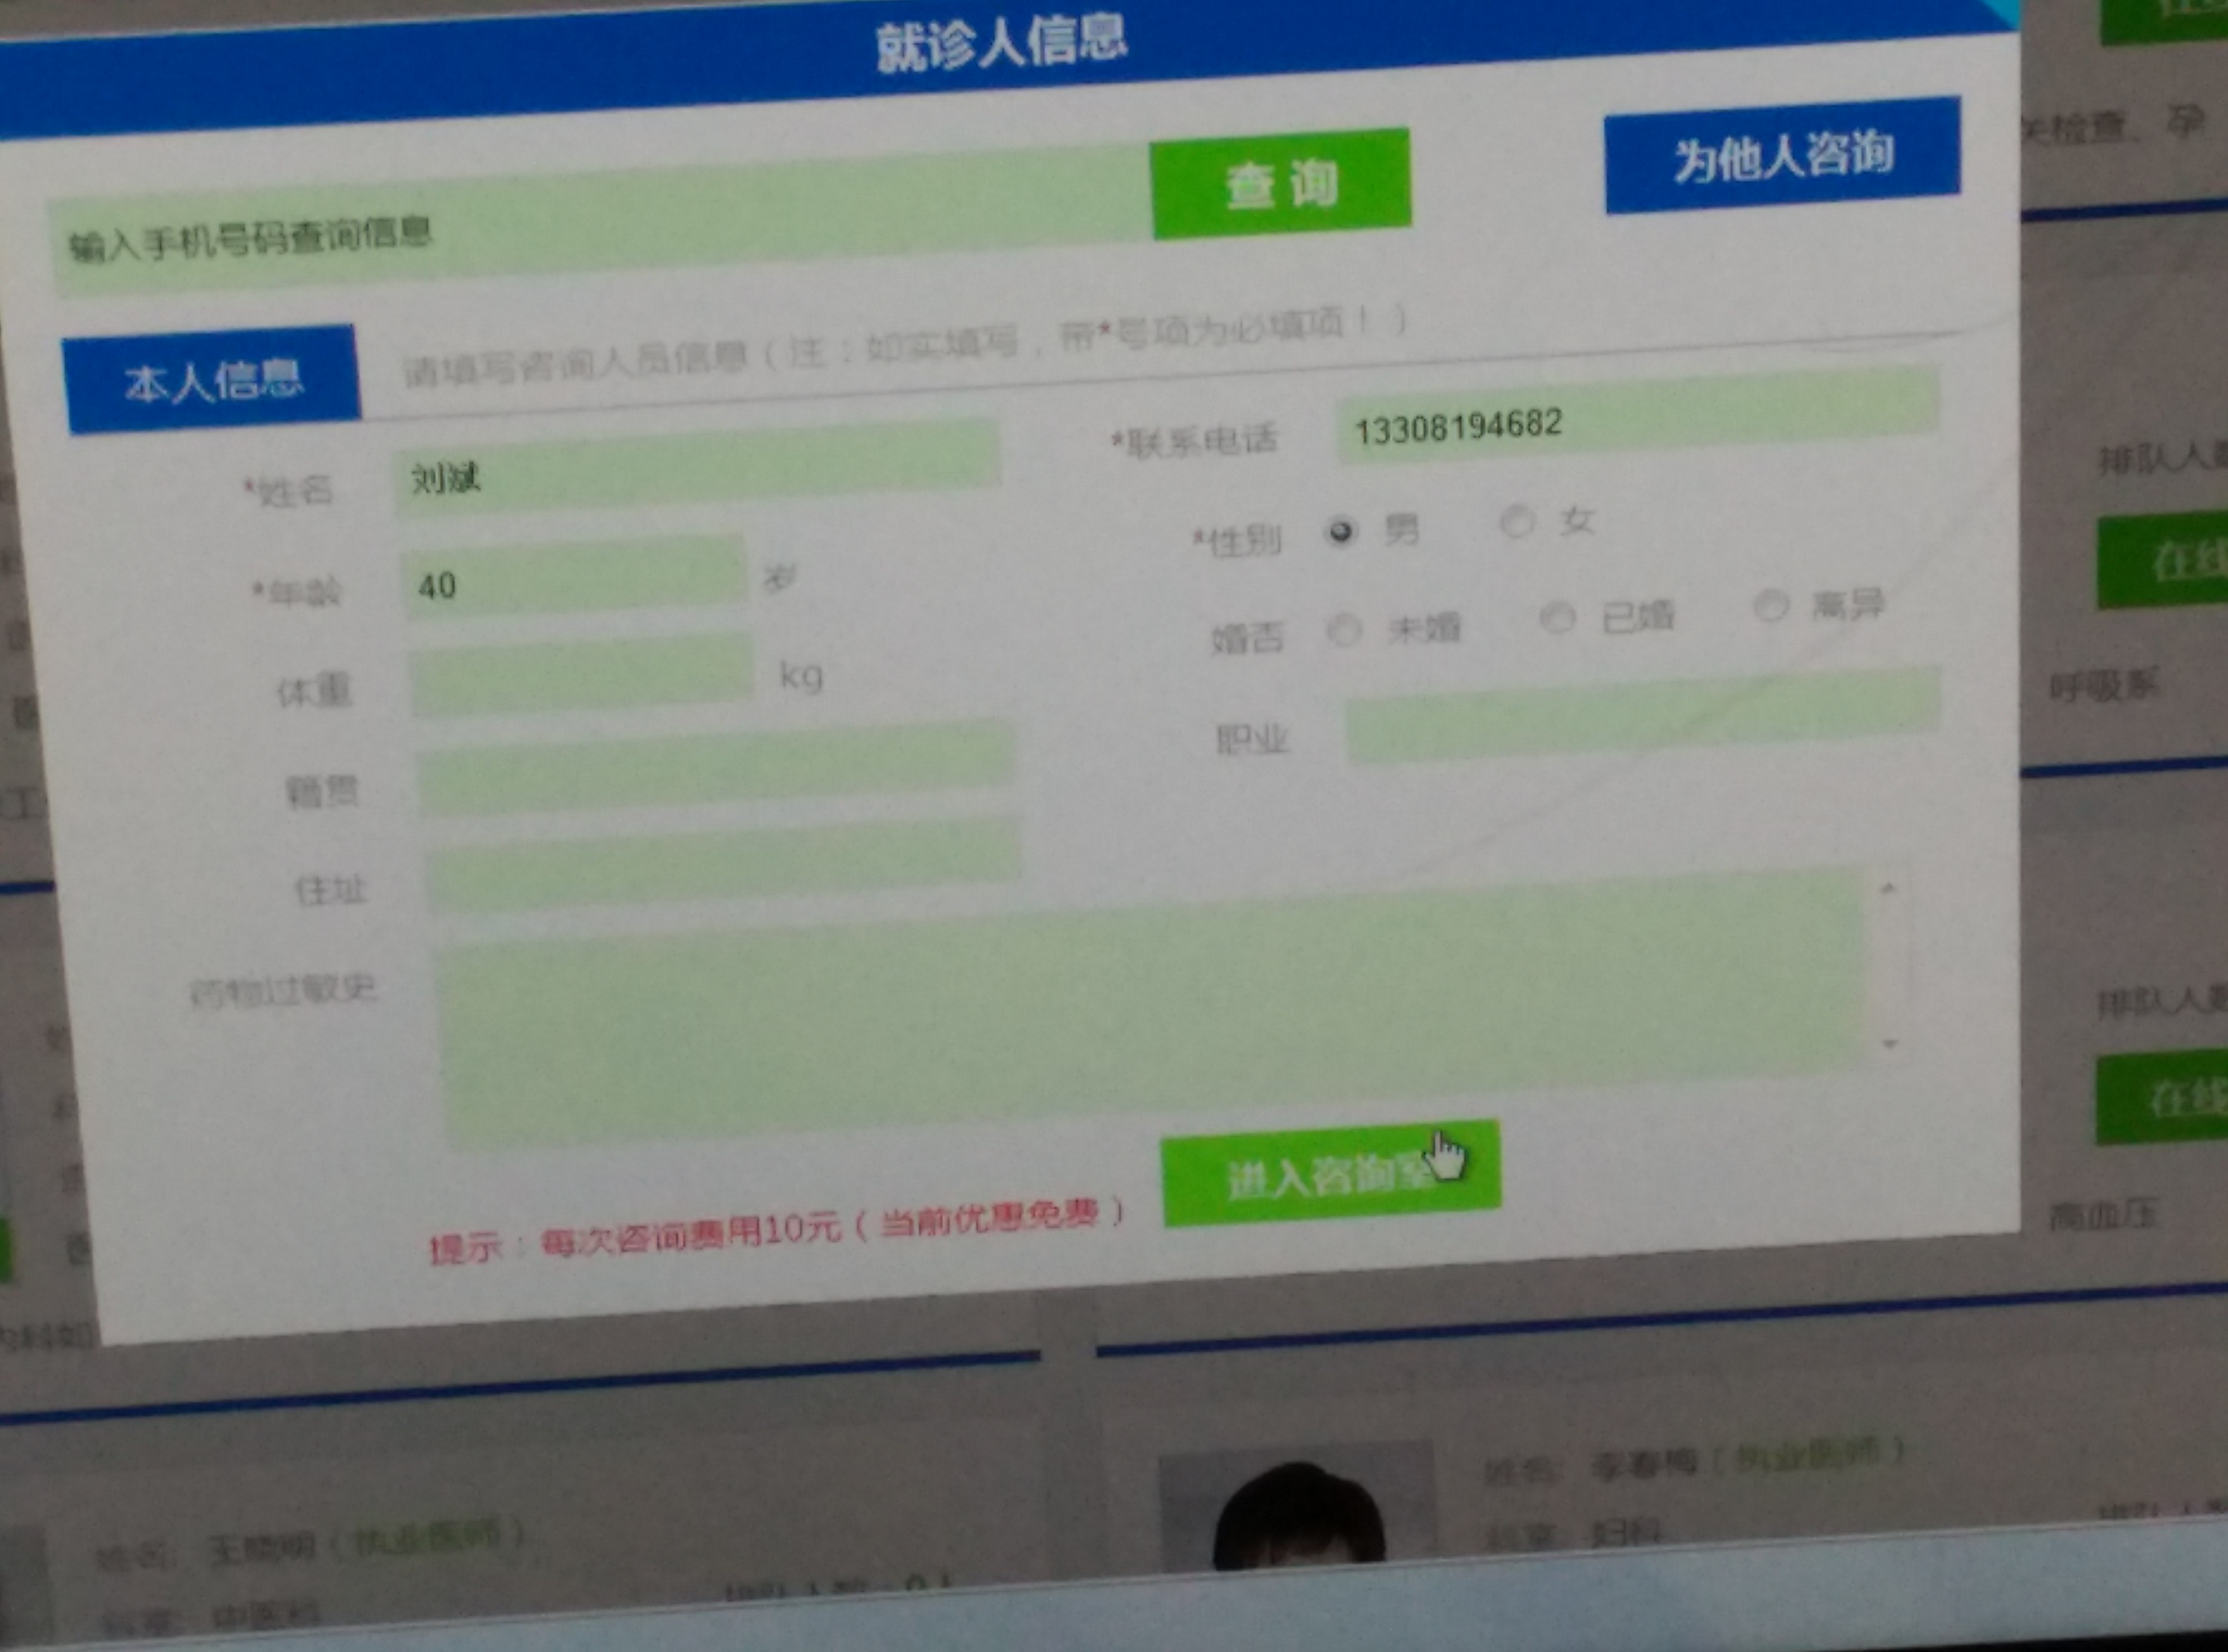 就诊人信息
输入手机号码查询信息 查 询 为他人咨询
关检查、孕
本人信息 请填写咨询人员信息（注：如实填写，带*号项为必填项！）
*姓名 刘斌 *联系电话 13308194682
排队人数
*年龄 40 岁 *性别 男 女
在线
体重 kg 婚否 未婚 已婚 离异
呼吸系
籍贯 职业
住址
药物过敏史
排队人数
在线
进入咨询室
提示：每次咨询费用10元（当前优惠免费）
高血压
内科如
姓名: 王晓明（执业医师） 姓名: 李春梅（执业医师）
科室: 中医科 科室: 妇科